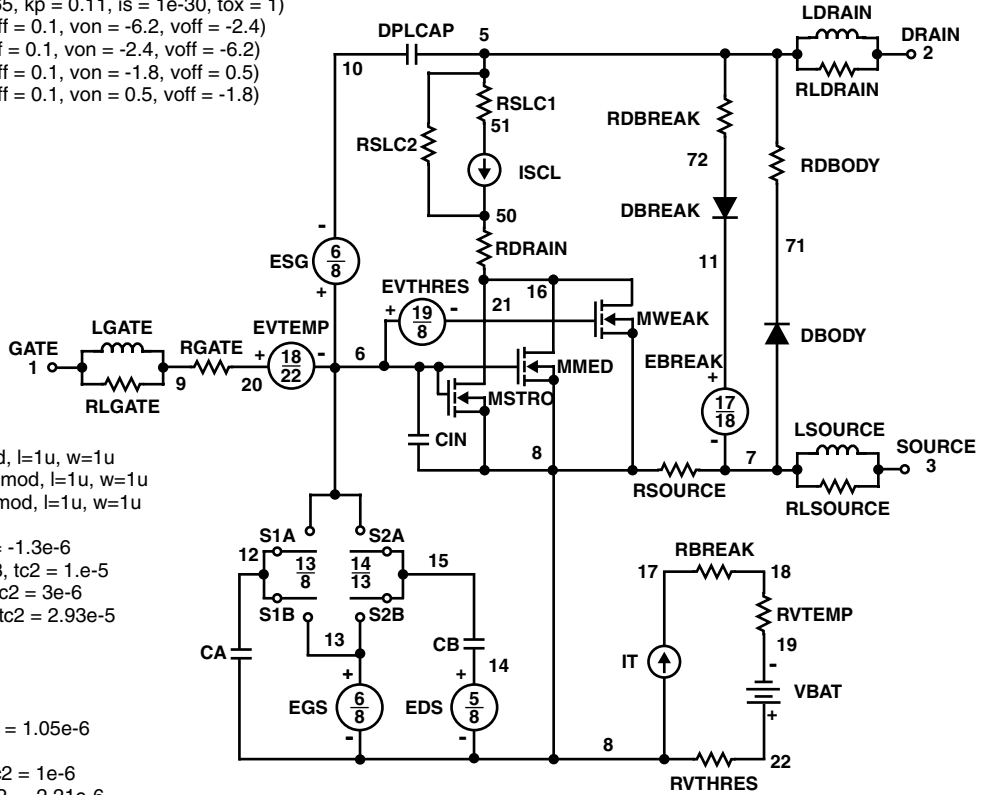 65, kp = 0.11, is = 1e-30, tox = 1)
off = 0.1, von = -6.2, voff = -2.4)
ff = 0.1, von = -2.4, voff = -6.2)
ff = 0.1, von = -1.8, voff = 0.5)
ff = 0.1, von = 0.5, voff = -1.8)
LDRAIN
DPLCAP 5 DRAIN
10 2
RLDRAIN
RSLC1
51
RDBREAK
RSLC2
72
RDBODY
ISCL
DBREAK
50
-
RDRAIN
71
ESG 6/8
11
+
EVTHRES
16
+ 19/8 -
21
MWEAK
LGATE EVTEMP
DBODY
GATE RGATE + 18/22 - 6
EBREAK
MMED
1
+
9 20
MSTRO
RLGATE
17/18
LSOURCE
CIN
-
SOURCE
8 7
3
RSOURCE
RLSOURCE
d, l=1u, w=1u
mod, l=1u, w=1u
mod, l=1u, w=1u
= -1.3e-6
3, tc2 = 1.e-5
c2 = 3e-6
tc2 = 2.93e-5
S1A S2A
12 13/8 14/13 15
S1B S2B
RBREAK
17 18
RVTEMP
13
CA
CB
19
IT
-
14
+ +
VBAT
EGS 6/8 EDS 5/8
+
- -
8
22
RVTHRES
= 1.05e-6
c2 = 1e-6